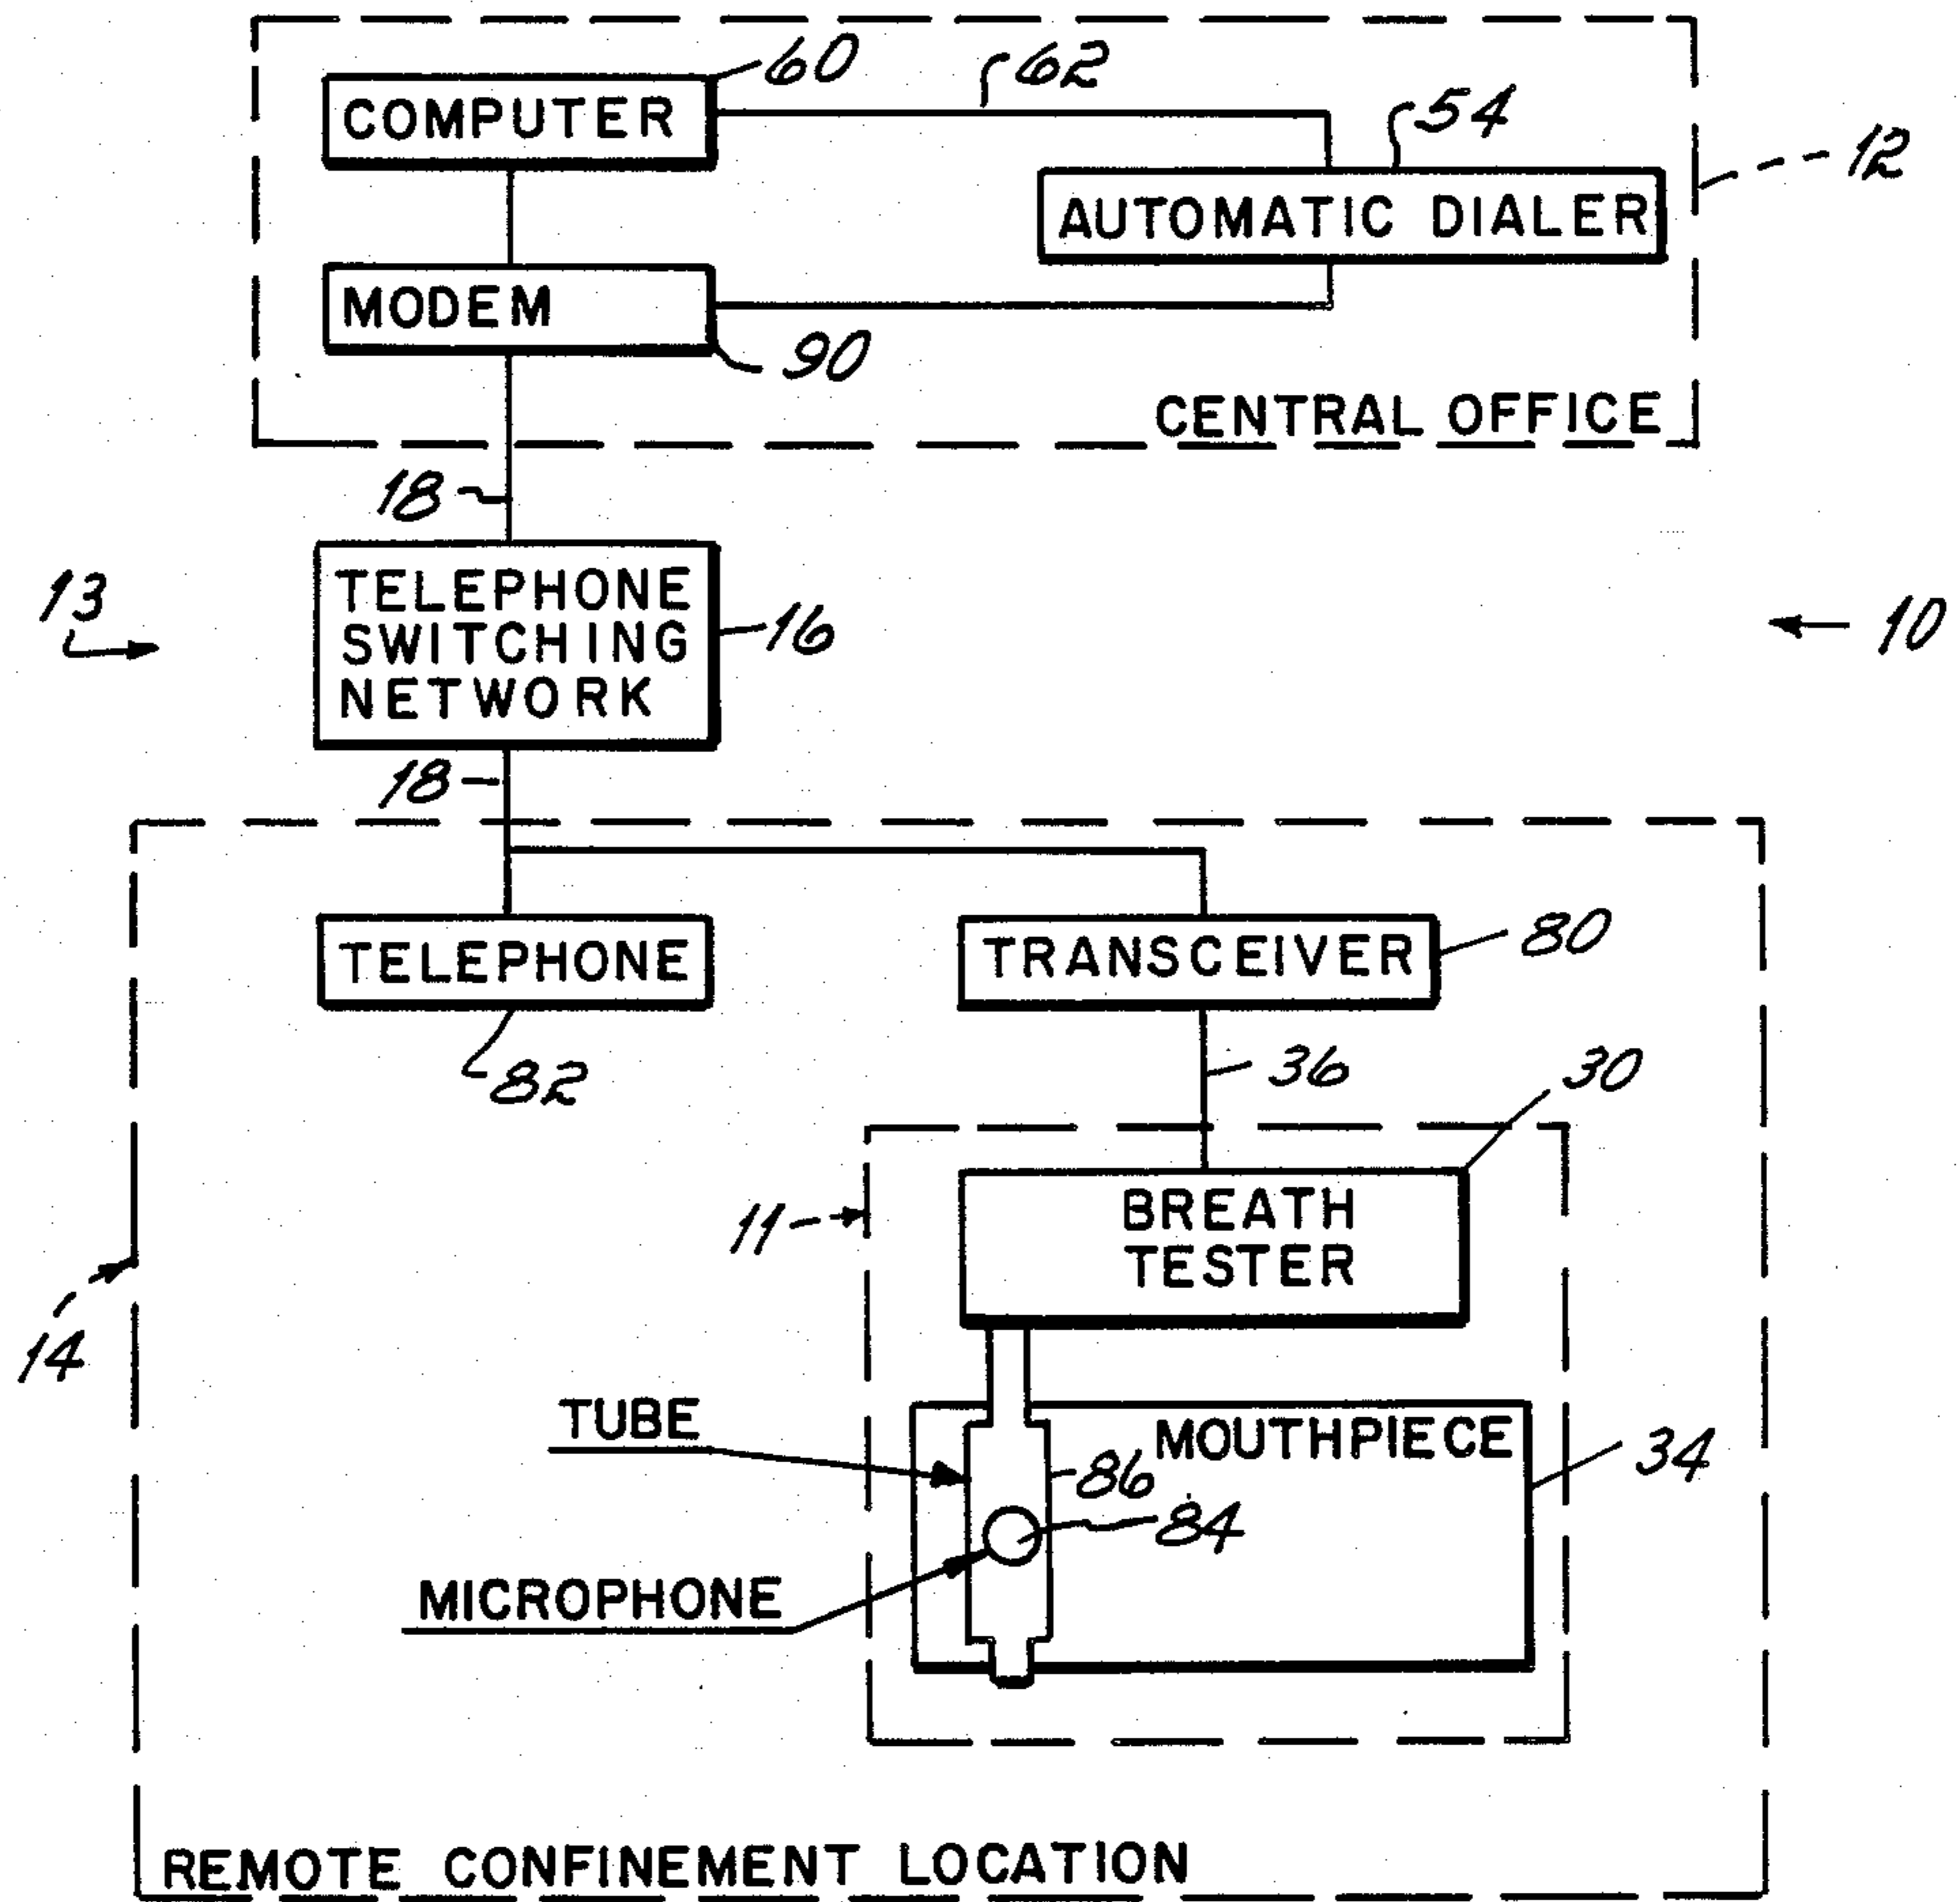 60
62
COMPUTER
54
12
AUTOMATIC DIALER
MODEM
90
CENTRAL OFFICE
18
13
TELEPHONE
SWITCHING
NETWORK
16
10
18
TELEPHONE
TRANSCEIVER
80
82
36
30
11
BREATH
TESTER
14
TUBE
MOUTHPIECE
86
34
84
MICROPHONE
REMOTE CONFINEMENT LOCATION